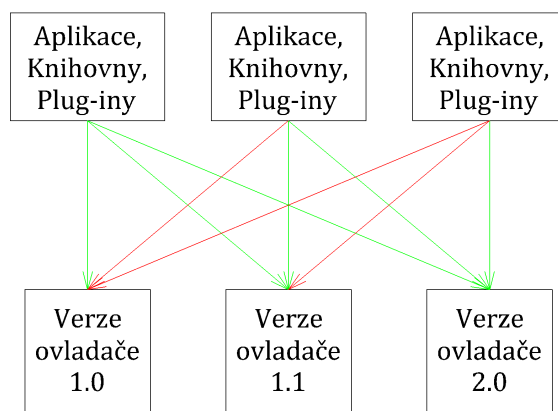 Aplikace,
Knihovny,
Plug-iny
Aplikace,
Knihovny,
Plug-iny
Aplikace,
Knihovny,
Plug-iny
Verze
ovladače
1.0
Verze
ovladače
1.1
Verze
ovladače
2.0